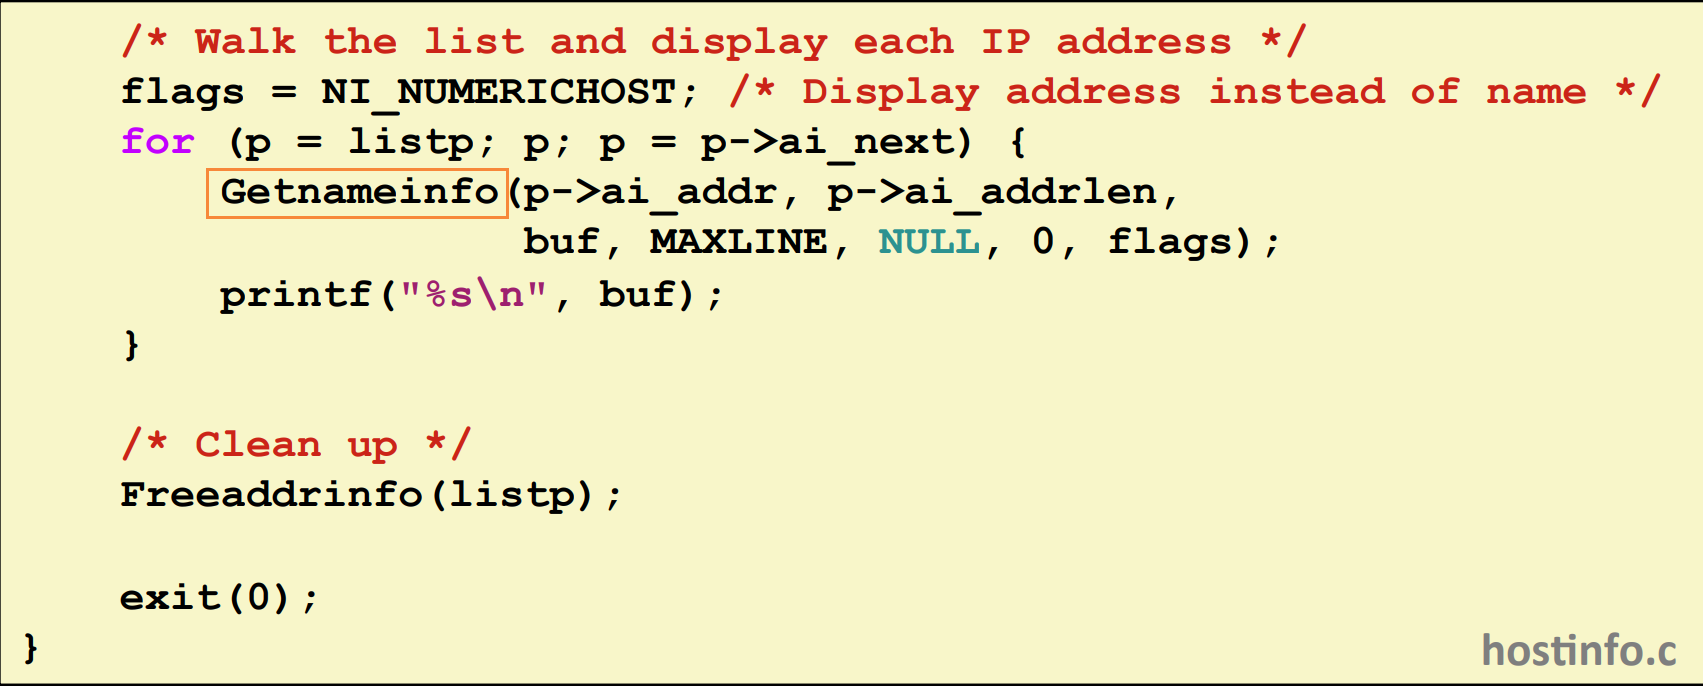 /* Walk the list and display each IP address */
flags = NI_NUMERICHOST; /* Display address instead of name */
for (p = listp; p; p = p->ai_next) {
Getnameinfo(p->ai_addr, p->ai_addrlen,
buf, MAXLINE, NULL, 0, flags);
printf("%s\n", buf);
}
/* Clean up */
Freeaddrinfo(listp);
exit(0);
}
hostinfo.c